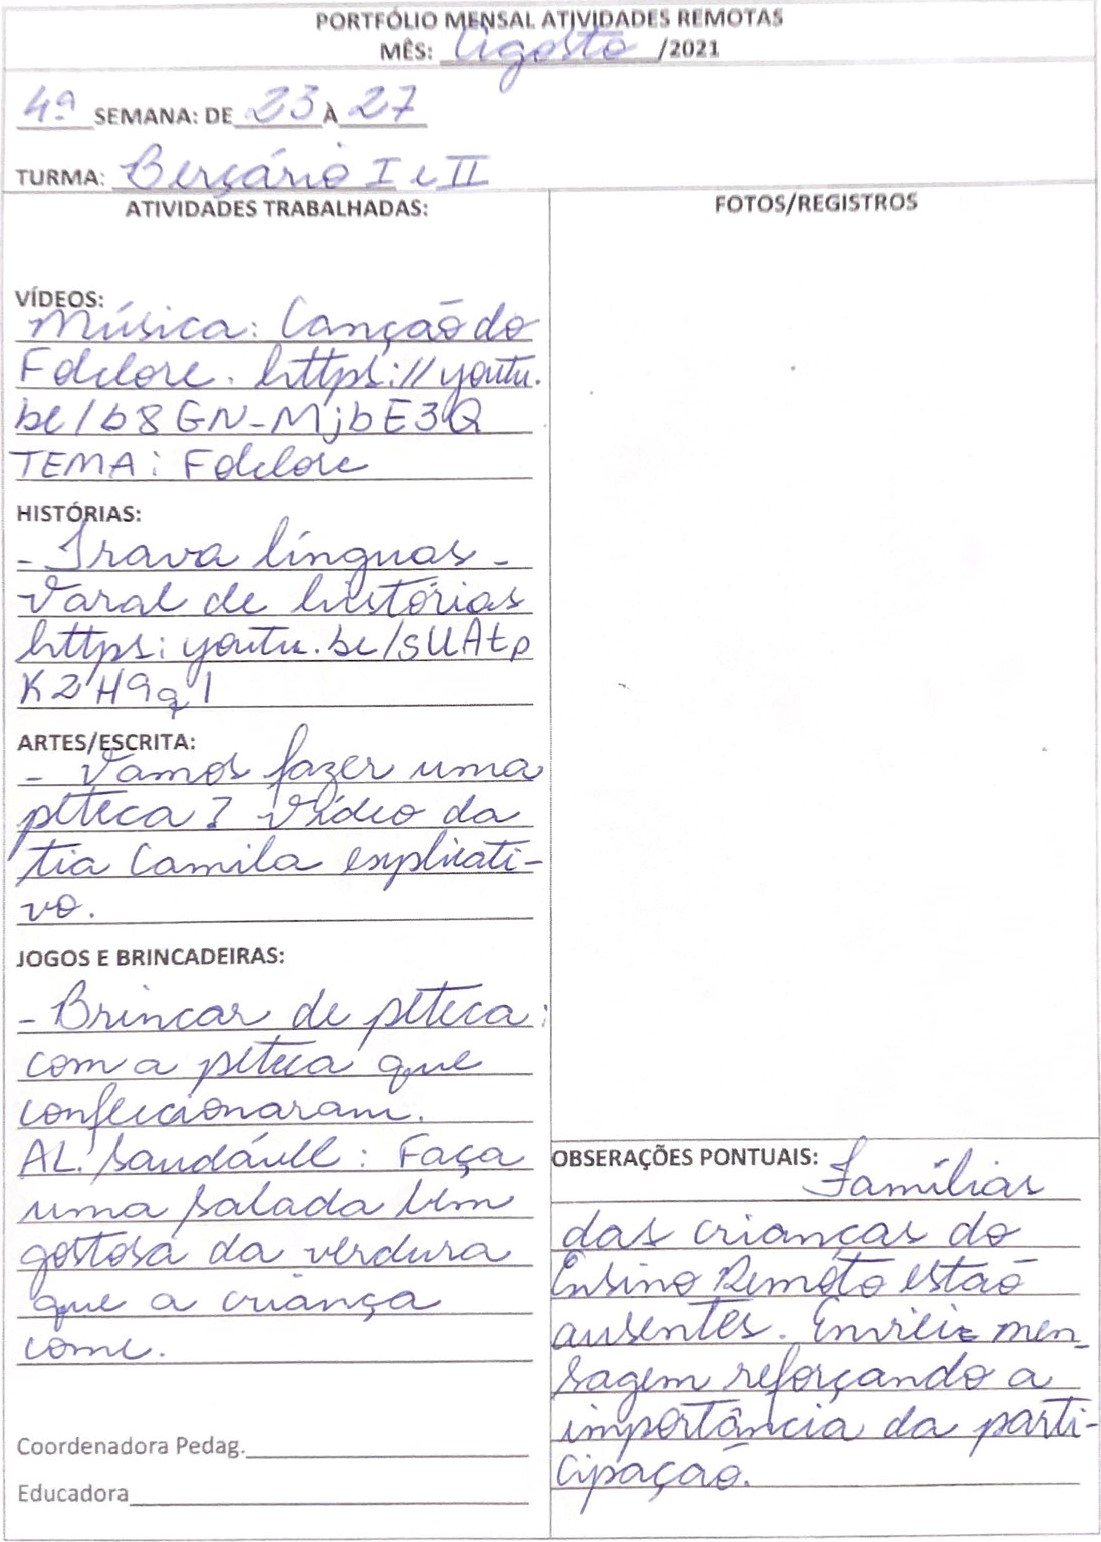 PORTFÓLIO MENSAL ATIVIDADES REMOTAS
MÊS: Agosto /2021
4ª SEMANA: DE 23 À 27
TURMA: Berçário I e II
ATIVIDADES TRABALHADAS:
VÍDEOS:
Música: Canção do
Folclore. https://youtu.
be/b8GN-MjbE3Q
TEMA: Folclore
HISTÓRIAS:
- Trava línguas -
Varal de histórias
https: youtu.be/sUAtp
K2H9q1
ARTES/ESCRITA:
- Vamos fazer uma
peteca? Vídeo da
tia Camila explicati-
vo.
JOGOS E BRINCADEIRAS:
- Brincar de peteca:
com a peteca que
confeccionaram.
AL. Saudável: Faça
uma salada bem
gostosa da verdura
que a criança
come.
Coordenadora Pedag.
Educadora
FOTOS/REGISTROS
OBSERAÇÕES PONTUAIS: Famílias
das crianças do
Ensino Remoto estão
ausentes. Enviei men-
sagem reforçando a
importância da parti-
cipação.